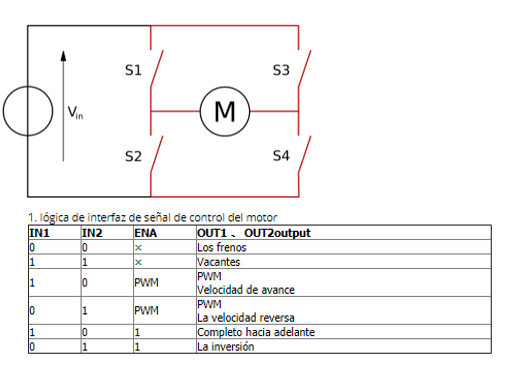 S1
S3
Vin
M
S2
S4
1. lógica de interfaz de señal de control del motor
IN1 IN2 ENA OUT1 、 OUT2output
0 0 × Los frenos
1 1 × Vacantes
1 0 PWM PWM
Velocidad de avance
0 1 PWM PWM
La velocidad reversa
1 0 1 Completo hacia adelante
0 1 1 La inversión